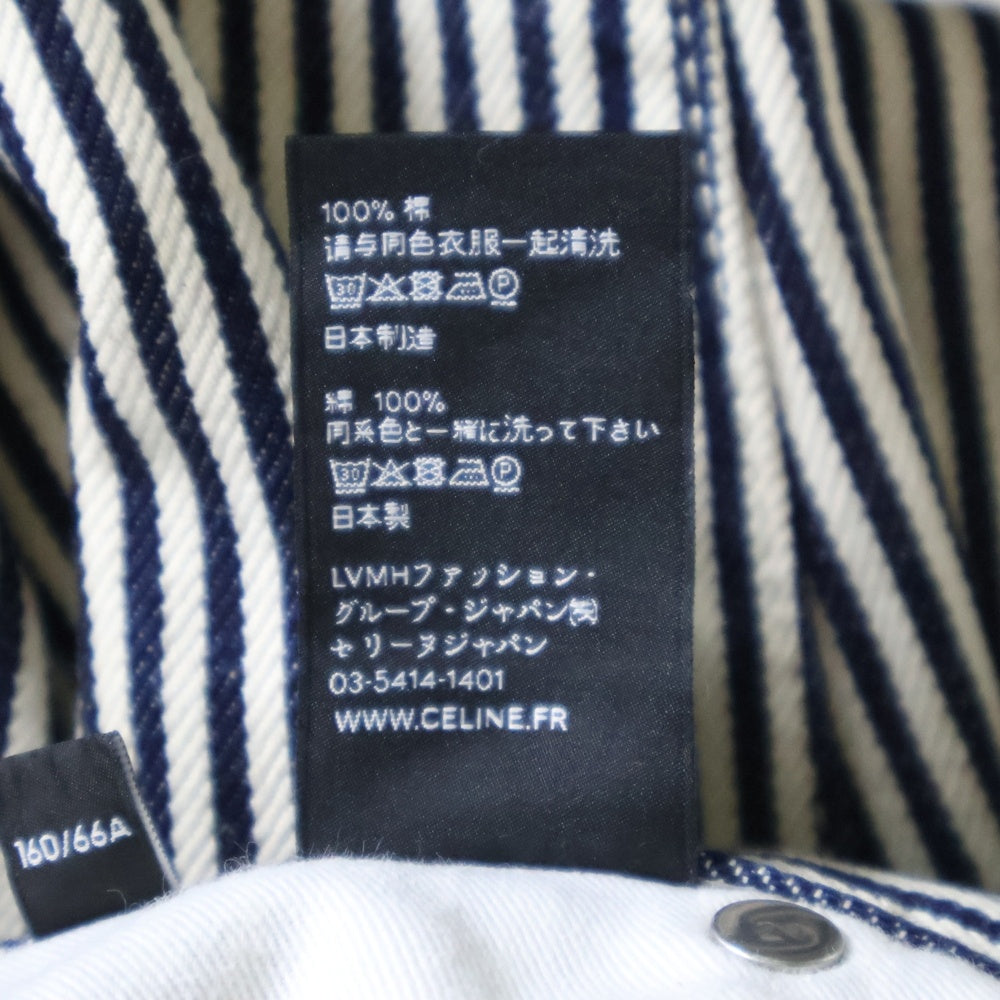 100% 棉
请与同色衣服一起清洗
30 P
日本制造
綿 100%
同系色と一緒に洗って下さい
30 P
日本製
LVMHファッション・
グループ・ジャパン㈱
セリーヌジャパン
03-5414-1401
WWW.CELINE.FR
160/66A